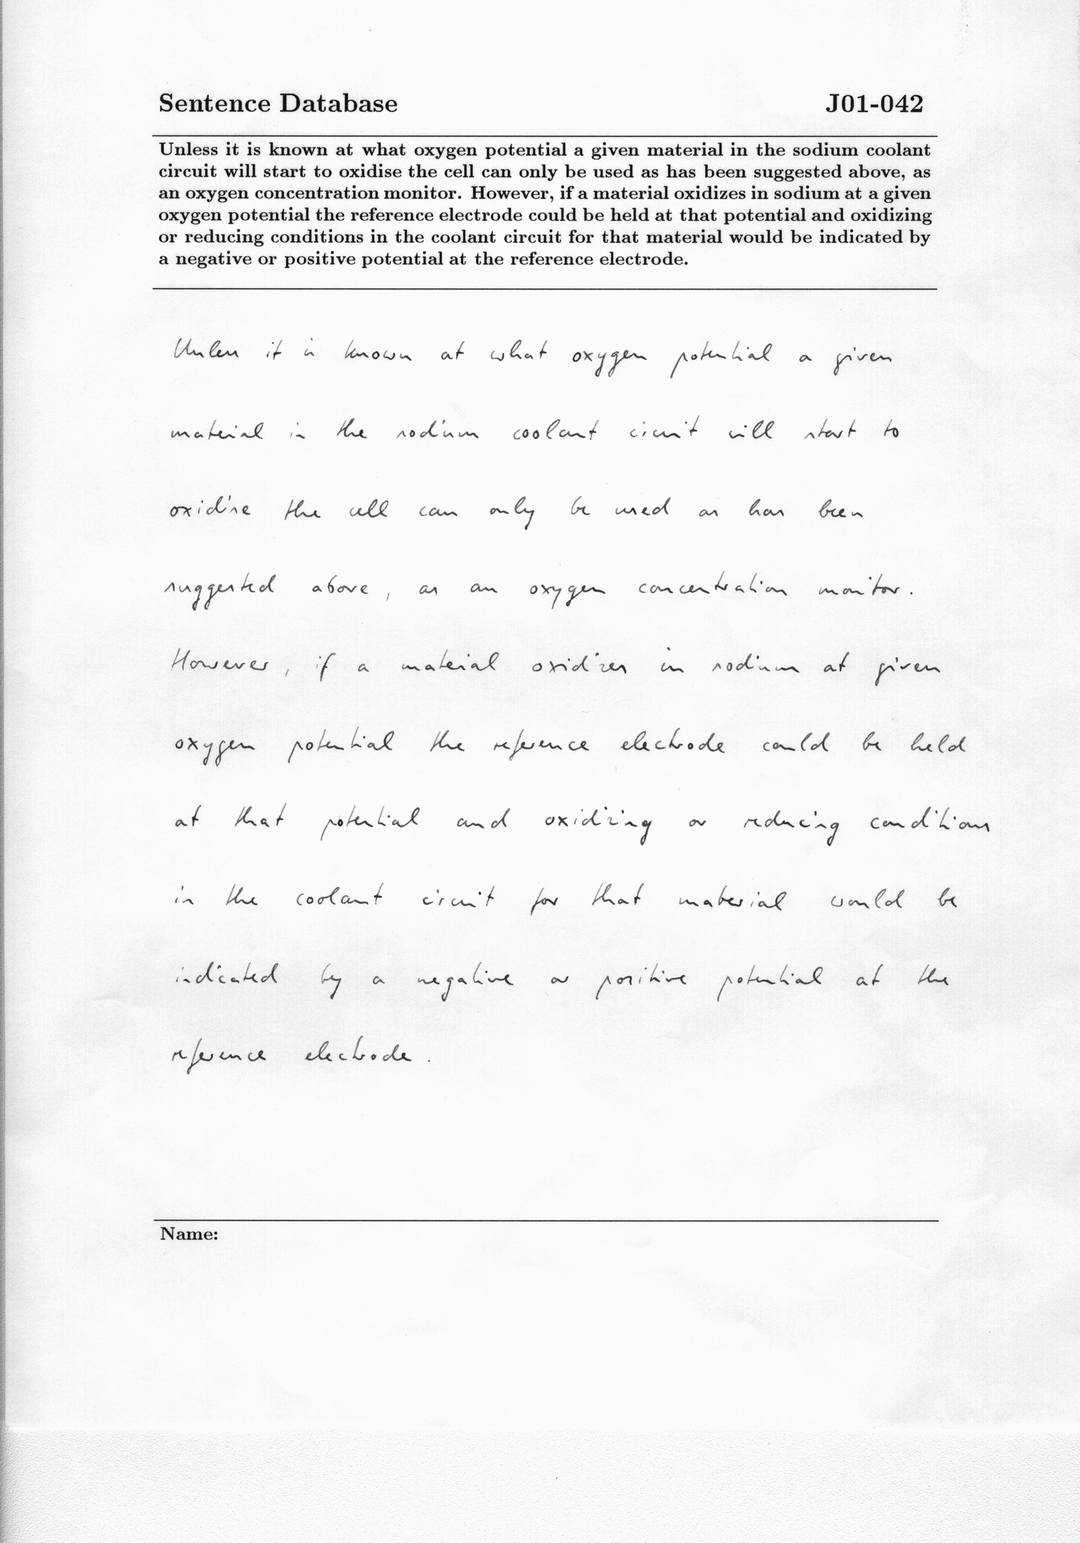 Sentence Database J01-042
Unless it is known at what oxygen potential a given material in the sodium coolant
circuit will start to oxidise the cell can only be used as has been suggested above, as
an oxygen concentration monitor. However, if a material oxidizes in sodium at a given
oxygen potential the reference electrode could be held at that potential and oxidizing
or reducing conditions in the coolant circuit for that material would be indicated by
a negative or positive potential at the reference electrode.
Unless it is known at what oxygen potential a given
material in the sodium coolant circuit will start to
oxidise the cell can only be used as has been
suggested above, as an oxygen concentration monitor.
However, if a material oxidizes in sodium at given
oxygen potential the reference electrode could be held
at that potential and oxidizing or reducing conditions
in the coolant circuit for that material would be
indicated by a negative or positive potential at the
reference electrode.
Name: